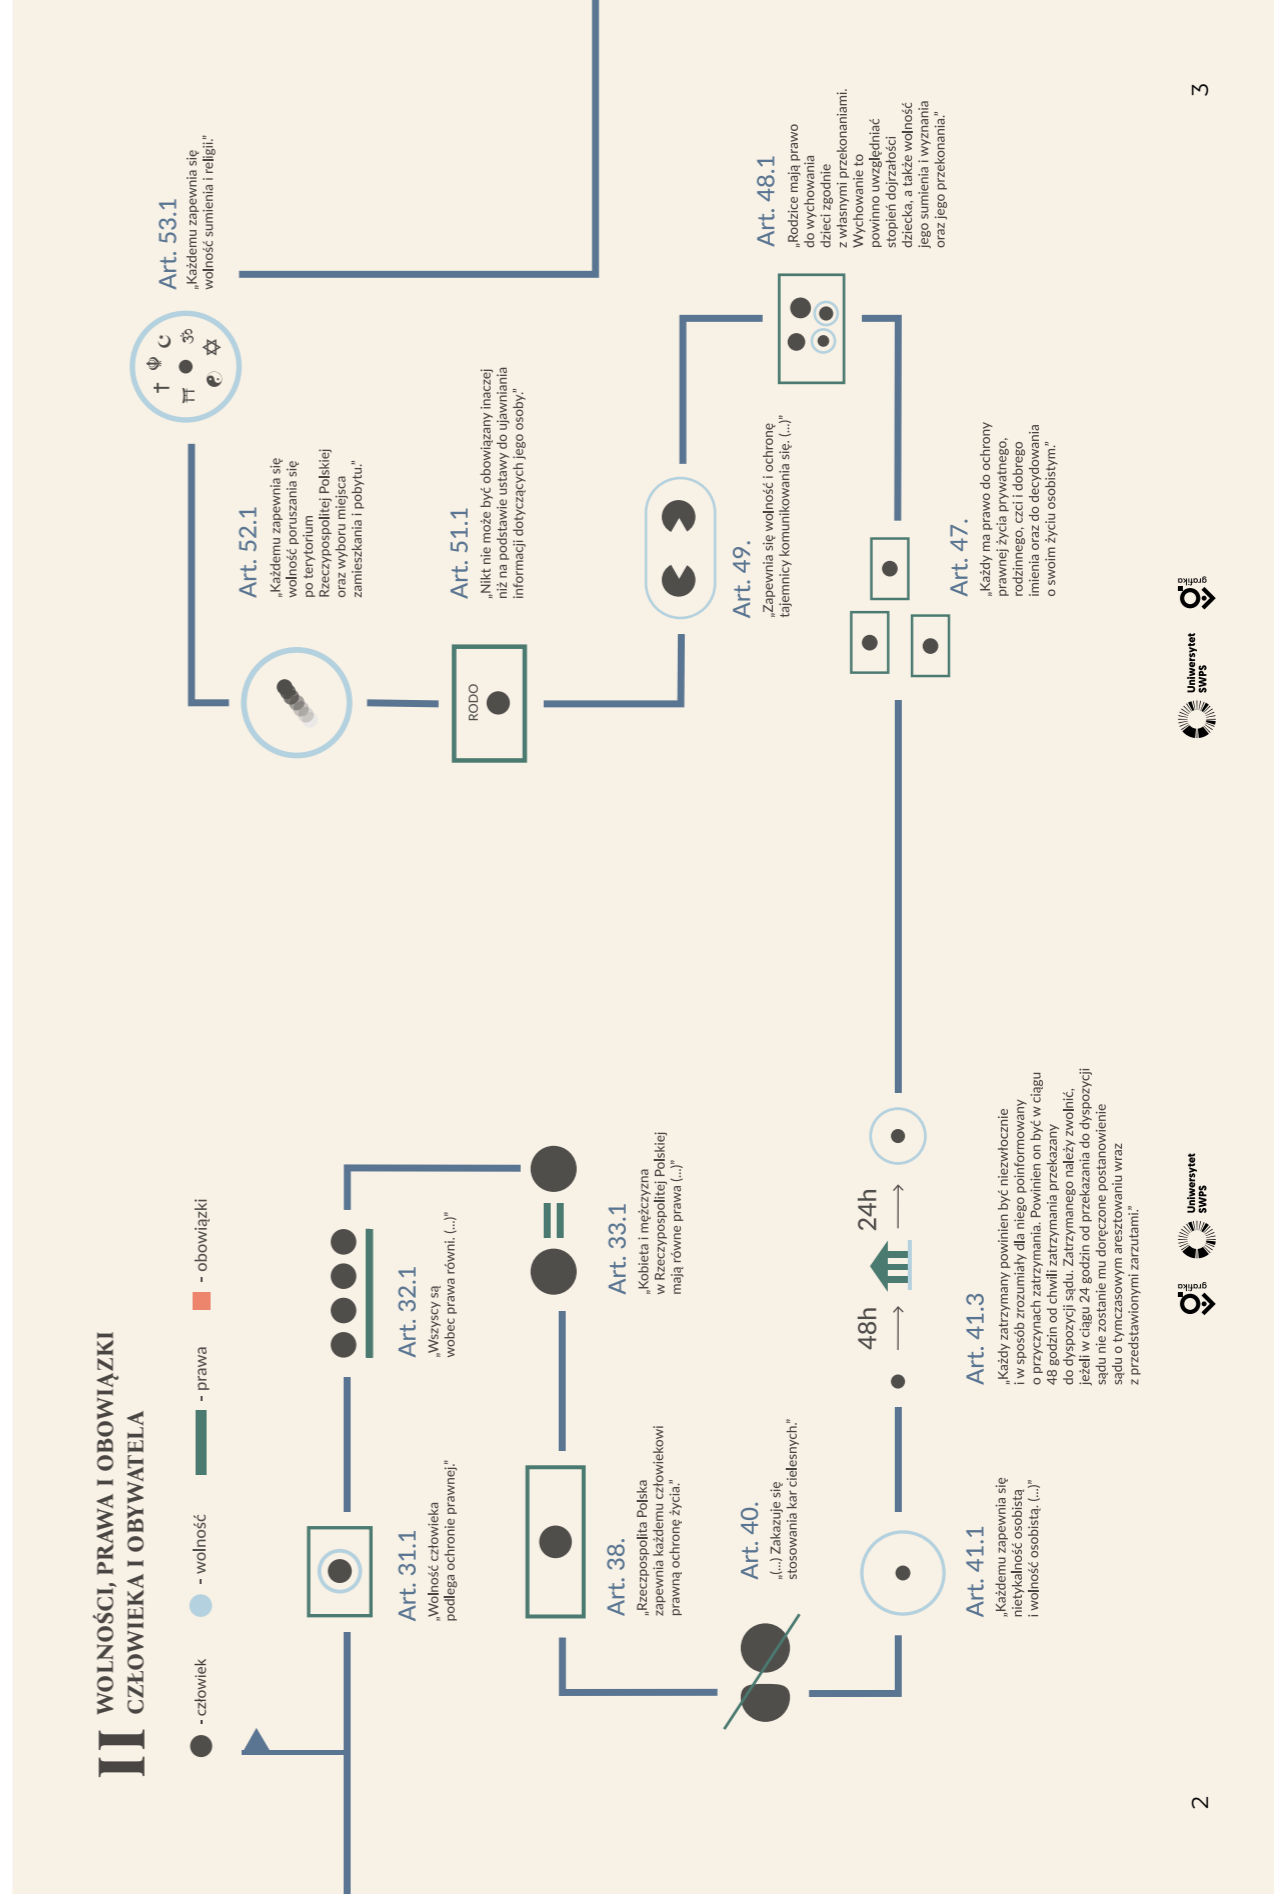 II
WOLNOŚCI, PRAWA I OBOWIĄZKI
CZŁOWIEKA I OBYWATELA
- człowiek
- wolność
- prawa
- obowiązki
Art. 31.1
„Wolność człowieka
podlega ochronie prawnej.”
Art. 32.1
„Wszyscy są
wobec prawa równi. (...)”
Art. 33.1
„Kobieta i mężczyzna
w Rzeczypospolitej Polskiej
mają równe prawa (...)”
Art. 38.
„Rzeczpospolita Polska
zapewnia każdemu człowiekowi
prawną ochronę życia.”
Art. 40.
„(...) Zakazuje się
stosowania kar cielesnych.”
Art. 41.1
„Każdemu zapewnia się
nietykalność osobistą
i wolność osobistą. (...)”
48h
24h
Art. 41.3
„Każdy zatrzymany powinien być niezwłocznie
i w sposób zrozumiały dla niego poinformowany
o przyczynach zatrzymania. Powinien on być w ciągu
48 godzin od chwili zatrzymania przekazany
do dyspozycji sądu. Zatrzymanego należy zwolnić,
jeżeli w ciągu 24 godzin od przekazania do dyspozycji
sądu nie zostanie mu doręczone postanowienie
sądu o tymczasowym aresztowaniu wraz
z przedstawionymi zarzutami.”
2
grafika
Uniwersytet
SWPS
Art. 47.
„Każdy ma prawo do ochrony
prawnej życia prywatnego,
rodzinnego, czci i dobrego
imienia oraz do decydowania
o swoim życiu osobistym.”
Art. 48.1
„Rodzice mają prawo
do wychowania
dzieci zgodnie
z własnymi przekonaniami.
Wychowanie to
powinno uwzględniać
stopień dojrzałości
dziecka, a także wolność
jego sumienia i wyznania
oraz jego przekonania.”
Art. 49.
„Zapewnia się wolność i ochronę
tajemnicy komunikowania się. (...)”
RODO
Art. 51.1
„Nikt nie może być obowiązany inaczej
niż na podstawie ustawy do ujawniania
informacji dotyczących jego osoby.”
Art. 52.1
„Każdemu zapewnia się
wolność poruszania się
po terytorium
Rzeczypospolitej Polskiej
oraz wyboru miejsca
zamieszkania i pobytu.”
Art. 53.1
„Każdemu zapewnia się
wolność sumienia i religii.”
ॐ
Uniwersytet
SWPS
grafika
3